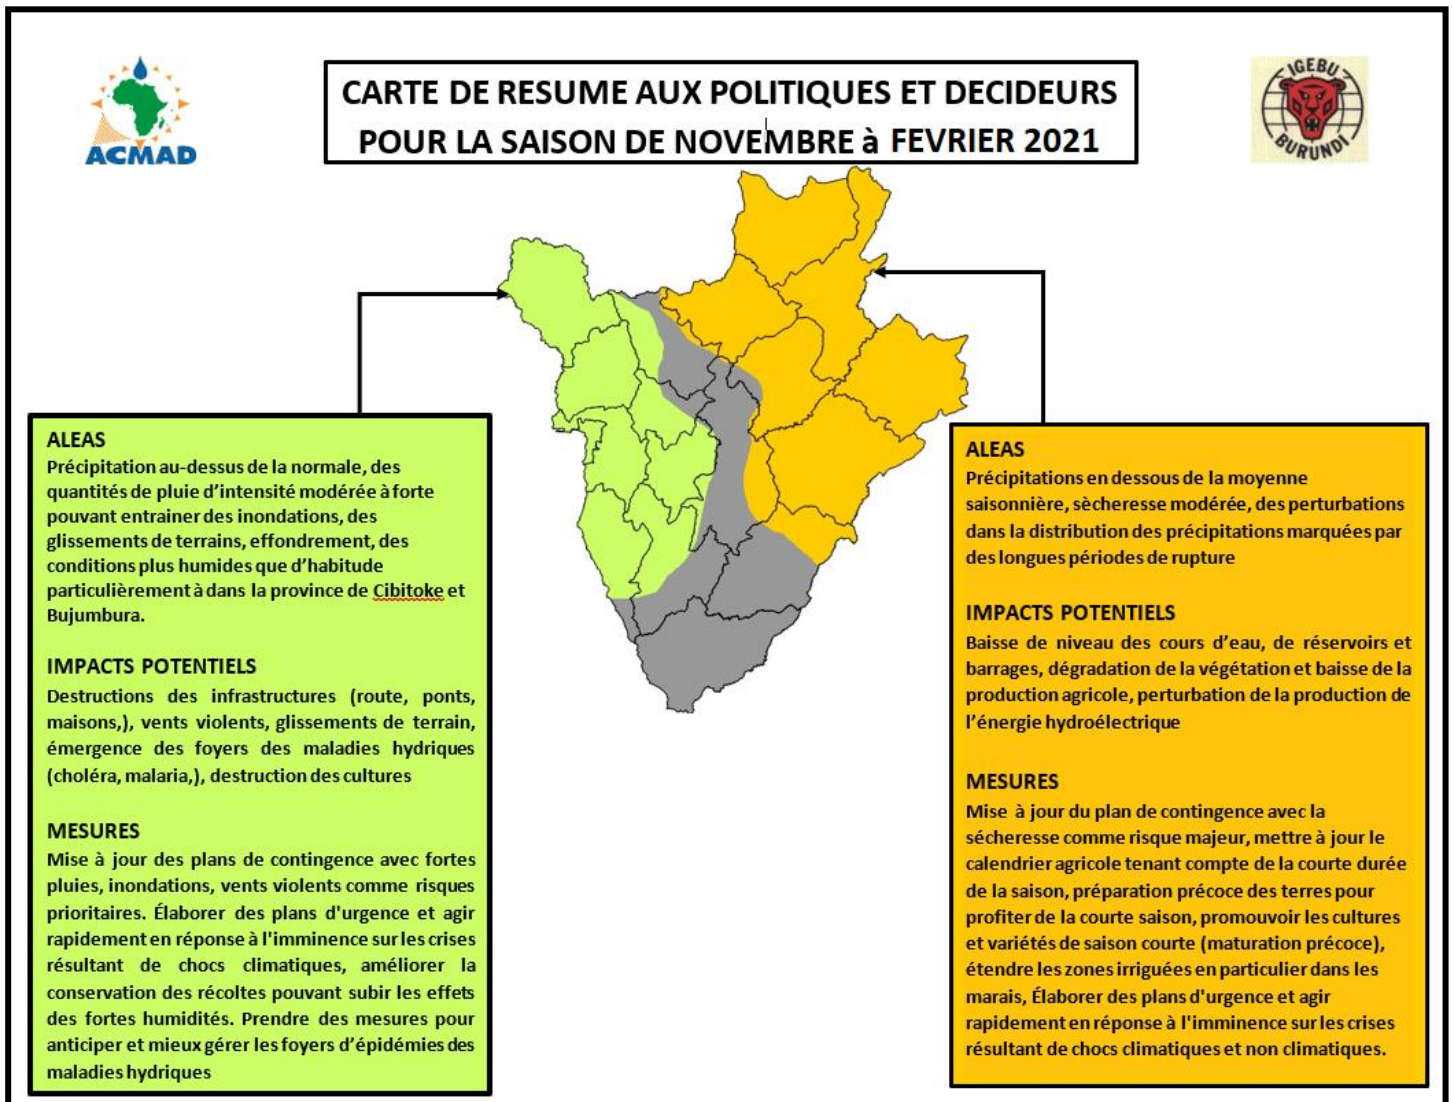 ACMAD
CARTE DE RESUME AUX POLITIQUES ET DECIDEURS
POUR LA SAISON DE NOVEMBRE à FEVRIER 2021
IGEBU
BURUNDI
ALEAS
Précipitation au-dessus de la normale, des
quantités de pluie d'intensité modérée à forte
pouvant entrainer des inondations, des
glissements de terrains, effondrement, des
conditions plus humides que d'habitude
particulièrement à dans la province de Cibitoke et
Bujumbura.
IMPACTS POTENTIELS
Destructions des infrastructures (route, ponts,
maisons,), vents violents, glissements de terrain,
émergence des foyers des maladies hydriques
(choléra, malaria,), destruction des cultures
MESURES
Mise à jour des plans de contingence avec fortes
pluies, inondations, vents violents comme risques
prioritaires. Élaborer des plans d'urgence et agir
rapidement en réponse à l'imminence sur les crises
résultant de chocs climatiques, améliorer la
conservation des récoltes pouvant subir les effets
des fortes humidités. Prendre des mesures pour
anticiper et mieux gérer les foyers d'épidémies des
maladies hydriques
ALEAS
Précipitations en dessous de la moyenne
saisonnière, sècheresse modérée, des perturbations
dans la distribution des précipitations marquées par
des longues périodes de rupture
IMPACTS POTENTIELS
Baisse de niveau des cours d'eau, de réservoirs et
barrages, dégradation de la végétation et baisse de la
production agricole, perturbation de la production de
l'énergie hydroélectrique
MESURES
Mise à jour du plan de contingence avec la
sécheresse comme risque majeur, mettre à jour le
calendrier agricole tenant compte de la courte durée
de la saison, préparation précoce des terres pour
profiter de la courte saison, promouvoir les cultures
et variétés de saison courte (maturation précoce),
étendre les zones irriguées en particulier dans les
marais, Élaborer des plans d'urgence et agir
rapidement en réponse à l'imminence sur les crises
résultant de chocs climatiques et non climatiques.